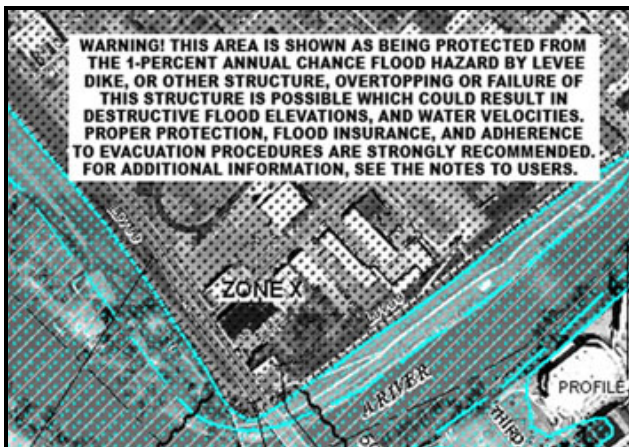 WARNING! THIS AREA IS SHOWN AS BEING PROTECTED FROM
THE 1-PERCENT ANNUAL CHANCE FLOOD HAZARD BY LEVEE
DIKE, OR OTHER STRUCTURE, OVERTOPPING OR FAILURE OF
THIS STRUCTURE IS POSSIBLE WHICH COULD RESULT IN
DESTRUCTIVE FLOOD ELEVATIONS, AND WATER VELOCITIES.
PROPER PROTECTION, FLOOD INSURANCE, AND ADHERENCE
TO EVACUATION PROCEDURES ARE STRONGLY RECOMMENDED.
FOR ADDITIONAL INFORMATION, SEE THE NOTES TO USERS.
ZONE X
RIVER
PROFILE
THIRD